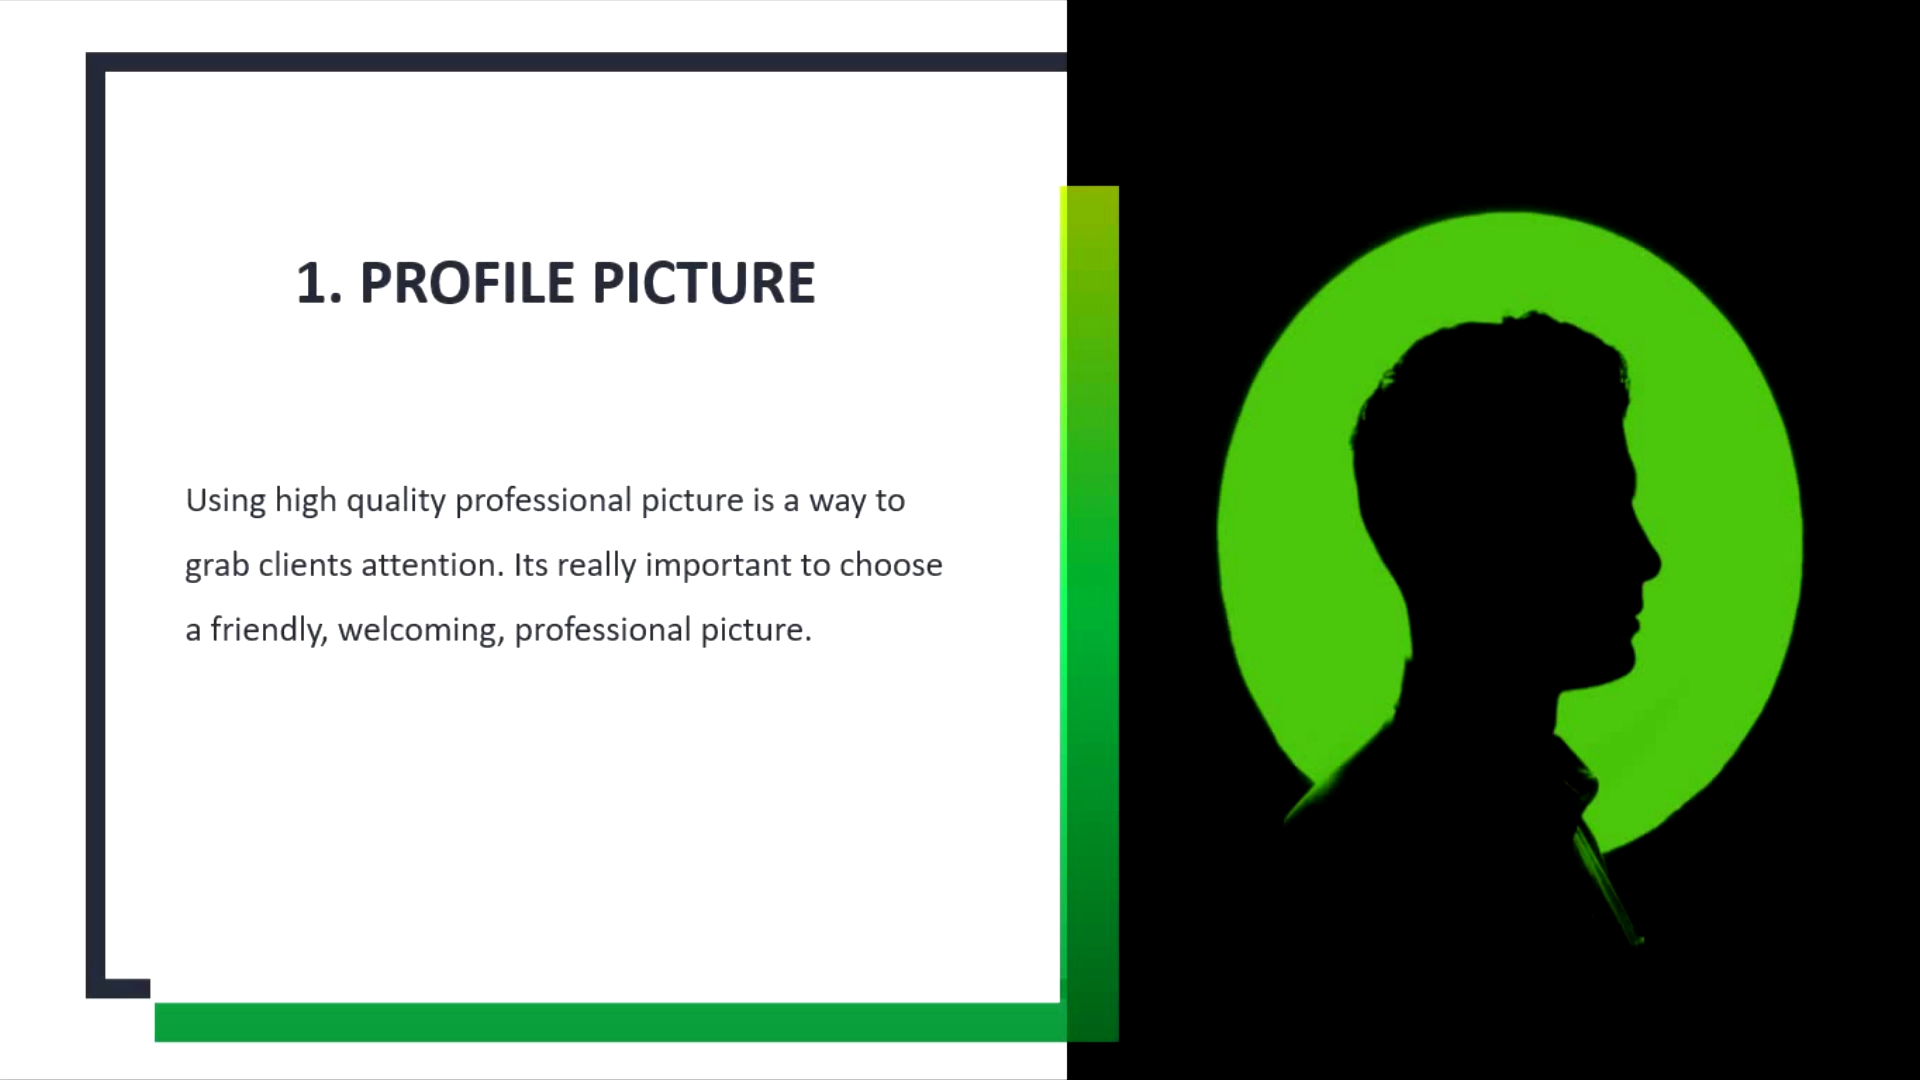 1. PROFILE PICTURE
Using high quality professional picture is a way to
grab clients attention. Its really important to choose
a friendly, welcoming, professional picture.